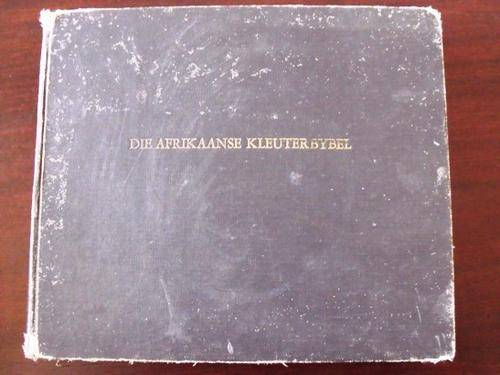 DIE AFRIKAANSE KLEUTERBYBEL